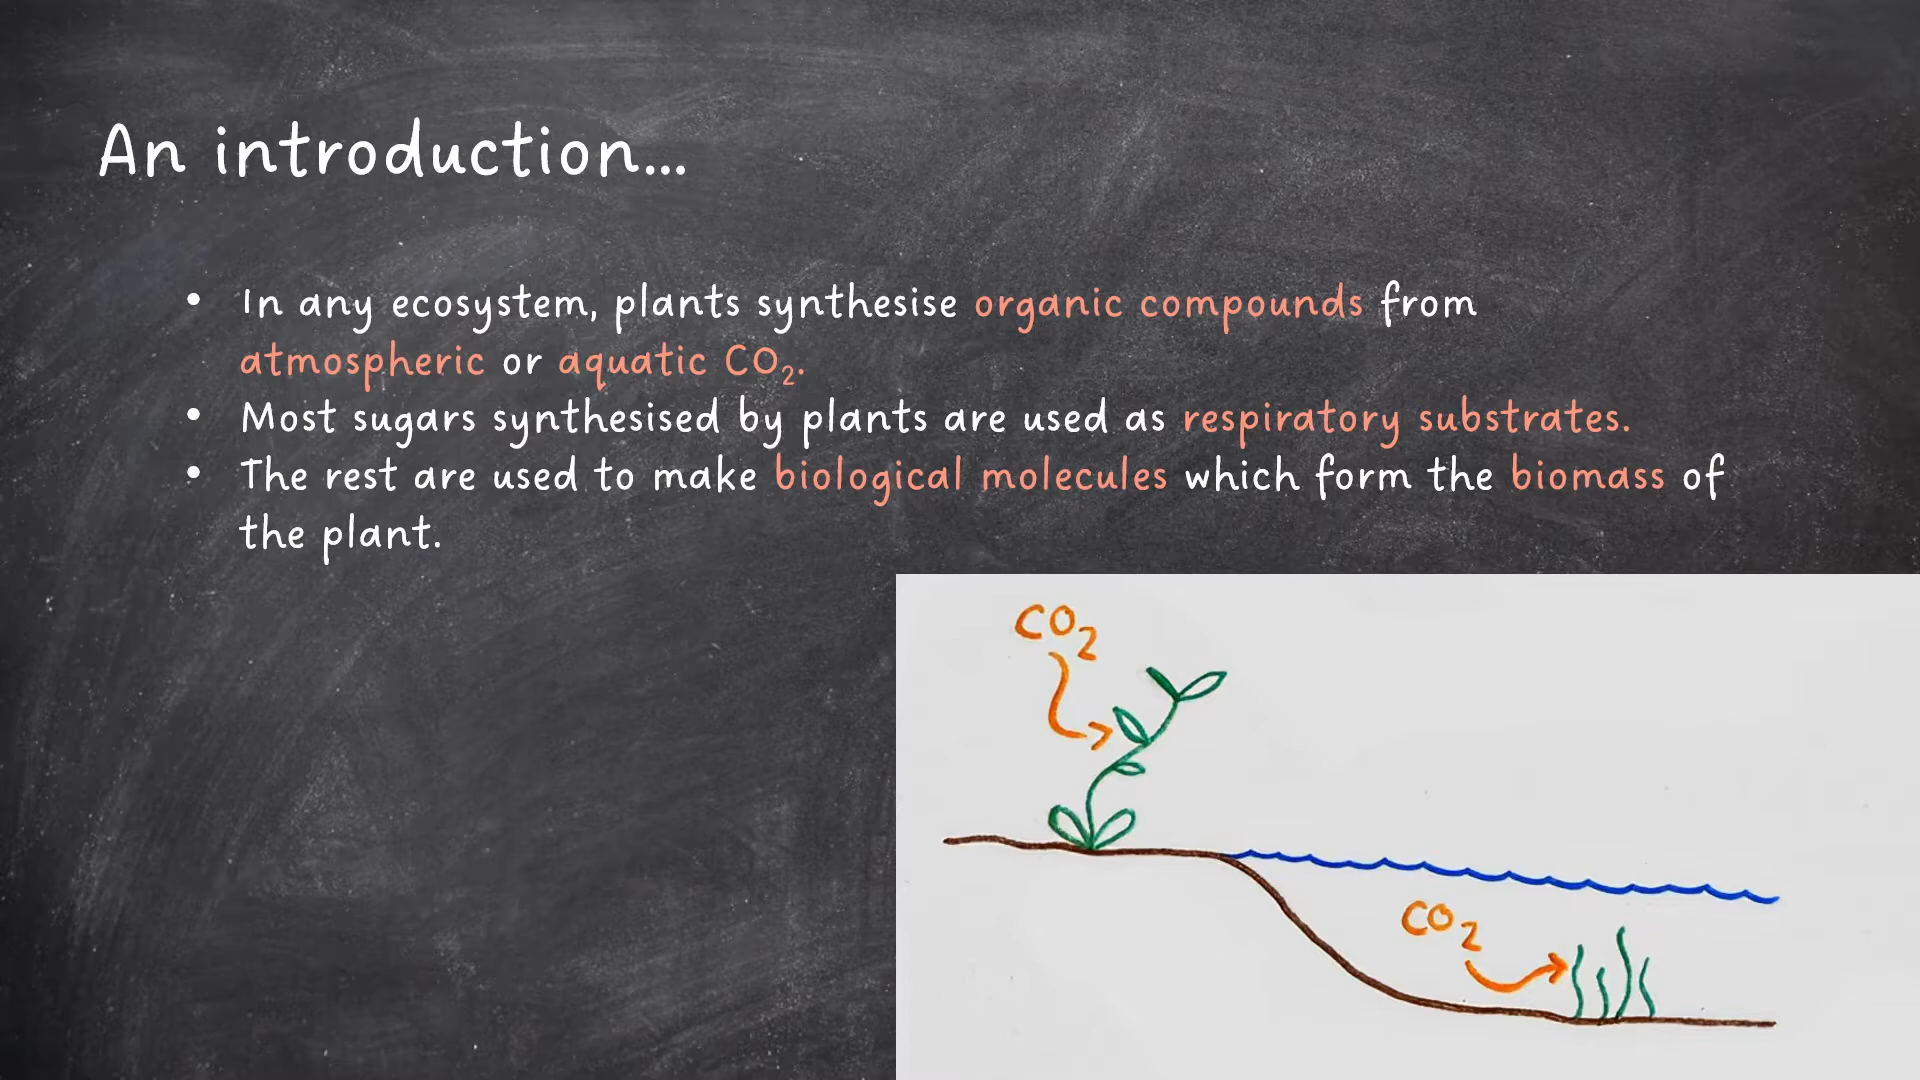 An introduction...
• In any ecosystem, plants synthesise organic compounds from
atmospheric or aquatic CO₂.
• Most sugars synthesised by plants are used as respiratory substrates.
• The rest are used to make biological molecules which form the biomass of
the plant.
CO₂
CO₂